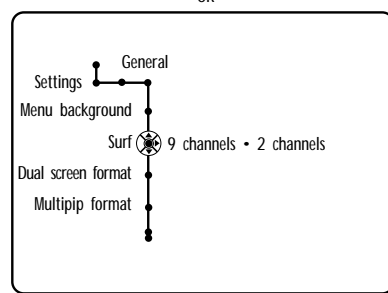 General
Settings
Menu background
Surf 9 channels • 2 channels
Dual screen format
Multipip format